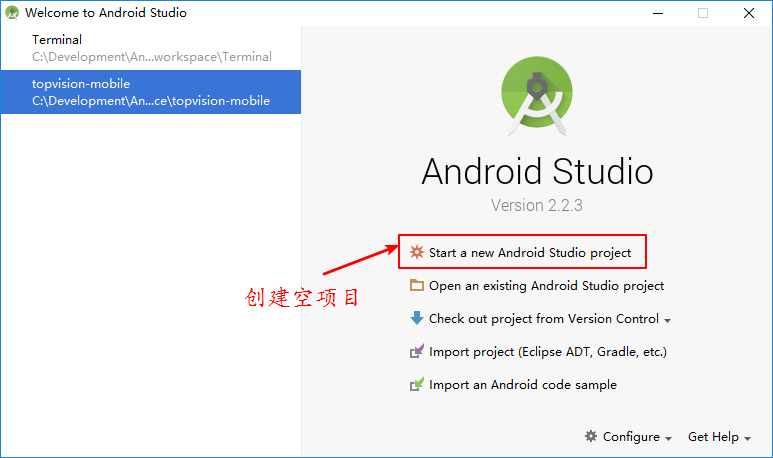 Welcome to Android Studio
Terminal
C:\Development\An...workspace\Terminal
topvision-mobile
C:\Development\An...ce\topvision-mobile
Android Studio
Version 2.2.3
Start a new Android Studio project
创建空项目
Open an existing Android Studio project
Check out project from Version Control
Import project (Eclipse ADT, Gradle, etc.)
Import an Android code sample
Configure
Get Help